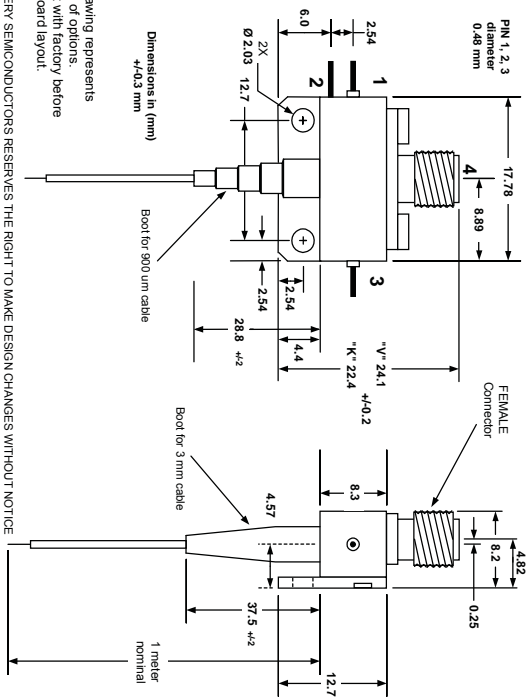 PIN 1, 2, 3
diameter
0.48 mm
17.78
8.89
4
2.54
1
6.0
2
3
2X
Ø 2.03
12.7
2.54
2.54
4.4
28.8 +/-2
"V" 24.1
"K" 22.4 +/-0.2
Dimensions in (mm)
+/-0.3 mm
Boot for 900 um cable
FEMALE
Connector
4.82
8.2
0.25
8.3
4.57
12.7
37.5 +/-2
1 meter
nominal
Boot for 3 mm cable
awing represents
of options.
with factory before
oard layout.
ERY SEMICONDUCTORS RESERVES THE RIGHT TO MAKE DESIGN CHANGES WITHOUT NOTICE